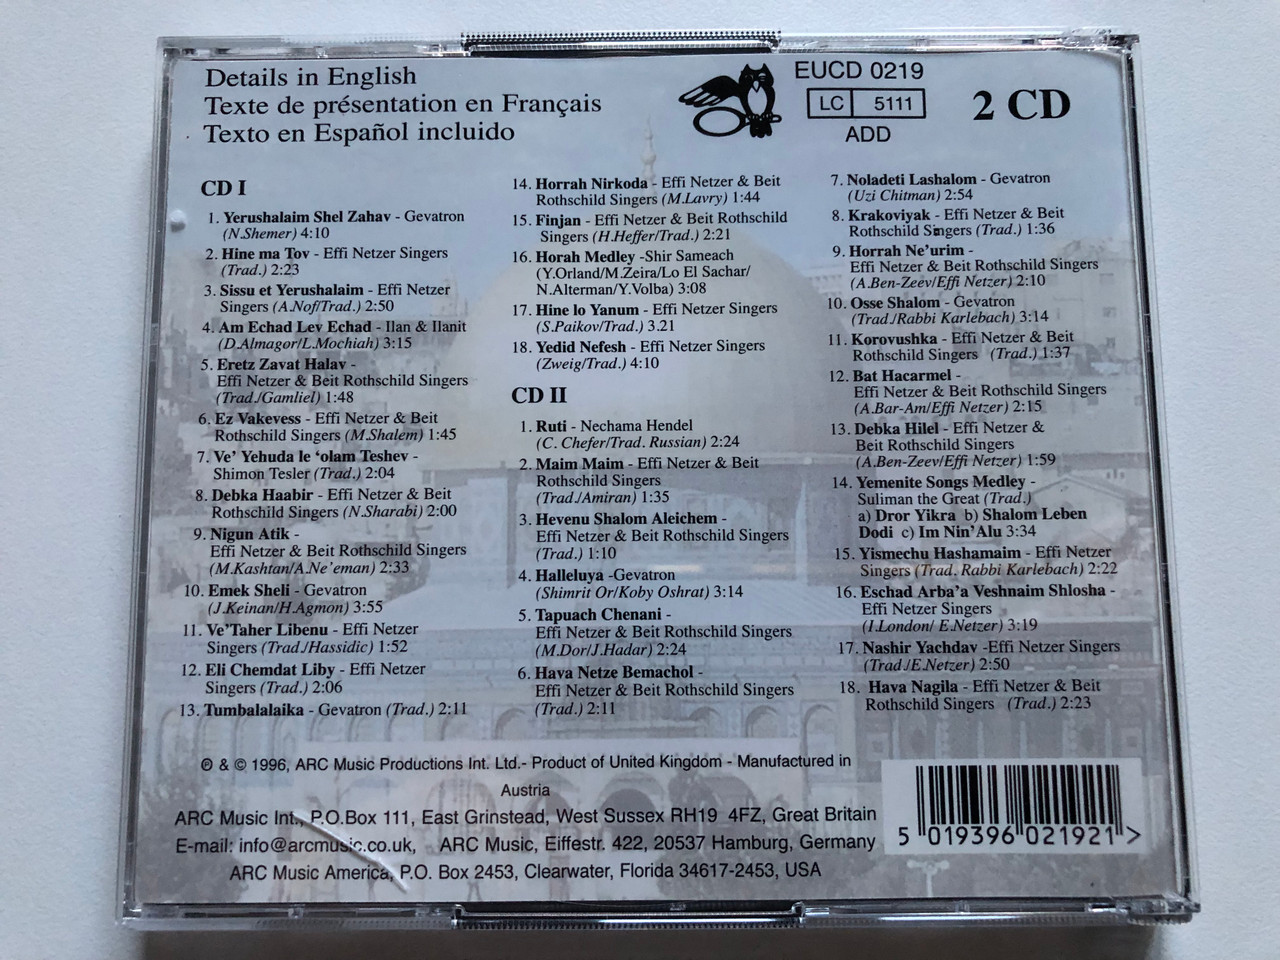 Details in English
Texte de présentation en Français
Texto en Español incluido
EUCD 0219
LC 5111
ADD
2 CD
CD I
1. Yerushalaim Shel Zahav - Gevatron
(N.Shemer) 4:10
2. Hine ma Tov - Effi Netzer Singers
(Trad.) 2:23
3. Sissu et Yerushalaim - Effi Netzer
Singers (A.Nof/Trad.) 2:50
4. Am Echad Lev Echad - Ilan & Ilanit
(D.Almagor/L.Mochiah) 3:15
5. Eretz Zavat Halav -
Effi Netzer & Beit Rothschild Singers
(Trad./Gamliel) 1:48
6. Ez Vakevess - Effi Netzer & Beit
Rothschild Singers (M.Shalem) 1:45
7. Ve' Yehuda le 'olam Teshev -
Shimon Tesler (Trad.) 2:04
8. Debka Haabir - Effi Netzer & Beit
Rothschild Singers (N.Sharabi) 2:00
9. Nigun Atik -
Effi Netzer & Beit Rothschild Singers
(M.Kashtan/A.Ne'eman) 2:33
10. Emek Sheli - Gevatron
(J.Keinan/H.Agmon) 3:55
11. Ve'Taher Libenu - Effi Netzer
Singers (Trad./Hassidic) 1:52
12. Eli Chemdat Liby - Effi Netzer
Singers (Trad.) 2:06
13. Tumbalalaika - Gevatron (Trad.) 2:11
14. Horrah Nirkoda - Effi Netzer & Beit
Rothschild Singers (M.Lavry) 1:44
15. Finjan - Effi Netzer & Beit Rothschild
Singers (H.Heffer/Trad.) 2:21
16. Horah Medley -Shir Sameach
(Y.Orland/M.Zeira/Lo El Sachar/
N.Alterman/Y.Volba) 3:08
17. Hine lo Yanum - Effi Netzer Singers
(S.Paikov/Trad.) 3.21
18. Yedid Nefesh - Effi Netzer Singers
(Zweig/Trad.) 4:10
CD II
1. Ruti - Nechama Hendel
(C. Chefer/Trad. Russian) 2:24
2. Maim Maim - Effi Netzer & Beit
Rothschild Singers
(Trad./Amiran) 1:35
3. Hevenu Shalom Aleichem -
Effi Netzer & Beit Rothschild Singers
(Trad.) 1:10
4. Halleluya -Gevatron
(Shimrit Or/Koby Oshrat) 3:14
5. Tapuach Chenani -
Effi Netzer & Beit Rothschild Singers
(M.Dor/J.Hadar) 2:24
6. Hava Netze Bemachol -
Effi Netzer & Beit Rothschild Singers
(Trad.) 2:11
7. Noladeti Lashalom - Gevatron
(Uzi Chitman) 2:54
8. Krakoviyak - Effi Netzer & Beit
Rothschild Singers (Trad.) 1:36
9. Horrah Ne'urim -
Effi Netzer & Beit Rothschild Singers
(A.Ben-Zeev/Effi Netzer) 2:10
10. Osse Shalom - Gevatron
(Trad./Rabbi Karlebach) 3:14
11. Korovushka - Effi Netzer & Beit
Rothschild Singers (Trad.) 1:37
12. Bat Hacarmel -
Effi Netzer & Beit Rothschild Singers
(A.Bar-Am/Effi Netzer) 2:15
13. Debka Hilel - Effi Netzer &
Beit Rothschild Singers
(A.Ben-Zeev/Effi Netzer) 1:59
14. Yemenite Songs Medley -
Suliman the Great (Trad.)
a) Dror Yikra b) Shalom Leben
Dodi c) Im Nin'Alu 3:34
15. Yismechu Hashamaim - Effi Netzer
Singers (Trad. Rabbi Karlebach) 2:22
16. Eschad Arba'a Veshnaim Shlosha -
Effi Netzer Singers
(I.London/ E.Netzer) 3:19
17. Nashir Yachdav -Effi Netzer Singers
(Trad./E.Netzer) 2:50
18. Hava Nagila - Effi Netzer & Beit
Rothschild Singers (Trad.) 2:23
℗ & © 1996, ARC Music Productions Int. Ltd.- Product of United Kingdom - Manufactured in
Austria
ARC Music Int., P.O.Box 111, East Grinstead, West Sussex RH19 4FZ, Great Britain
E-mail: info@arcmusic.co.uk, ARC Music, Eiffestr. 422, 20537 Hamburg, Germany
ARC Music America, P.O. Box 2453, Clearwater, Florida 34617-2453, USA
5 019396 021921 >